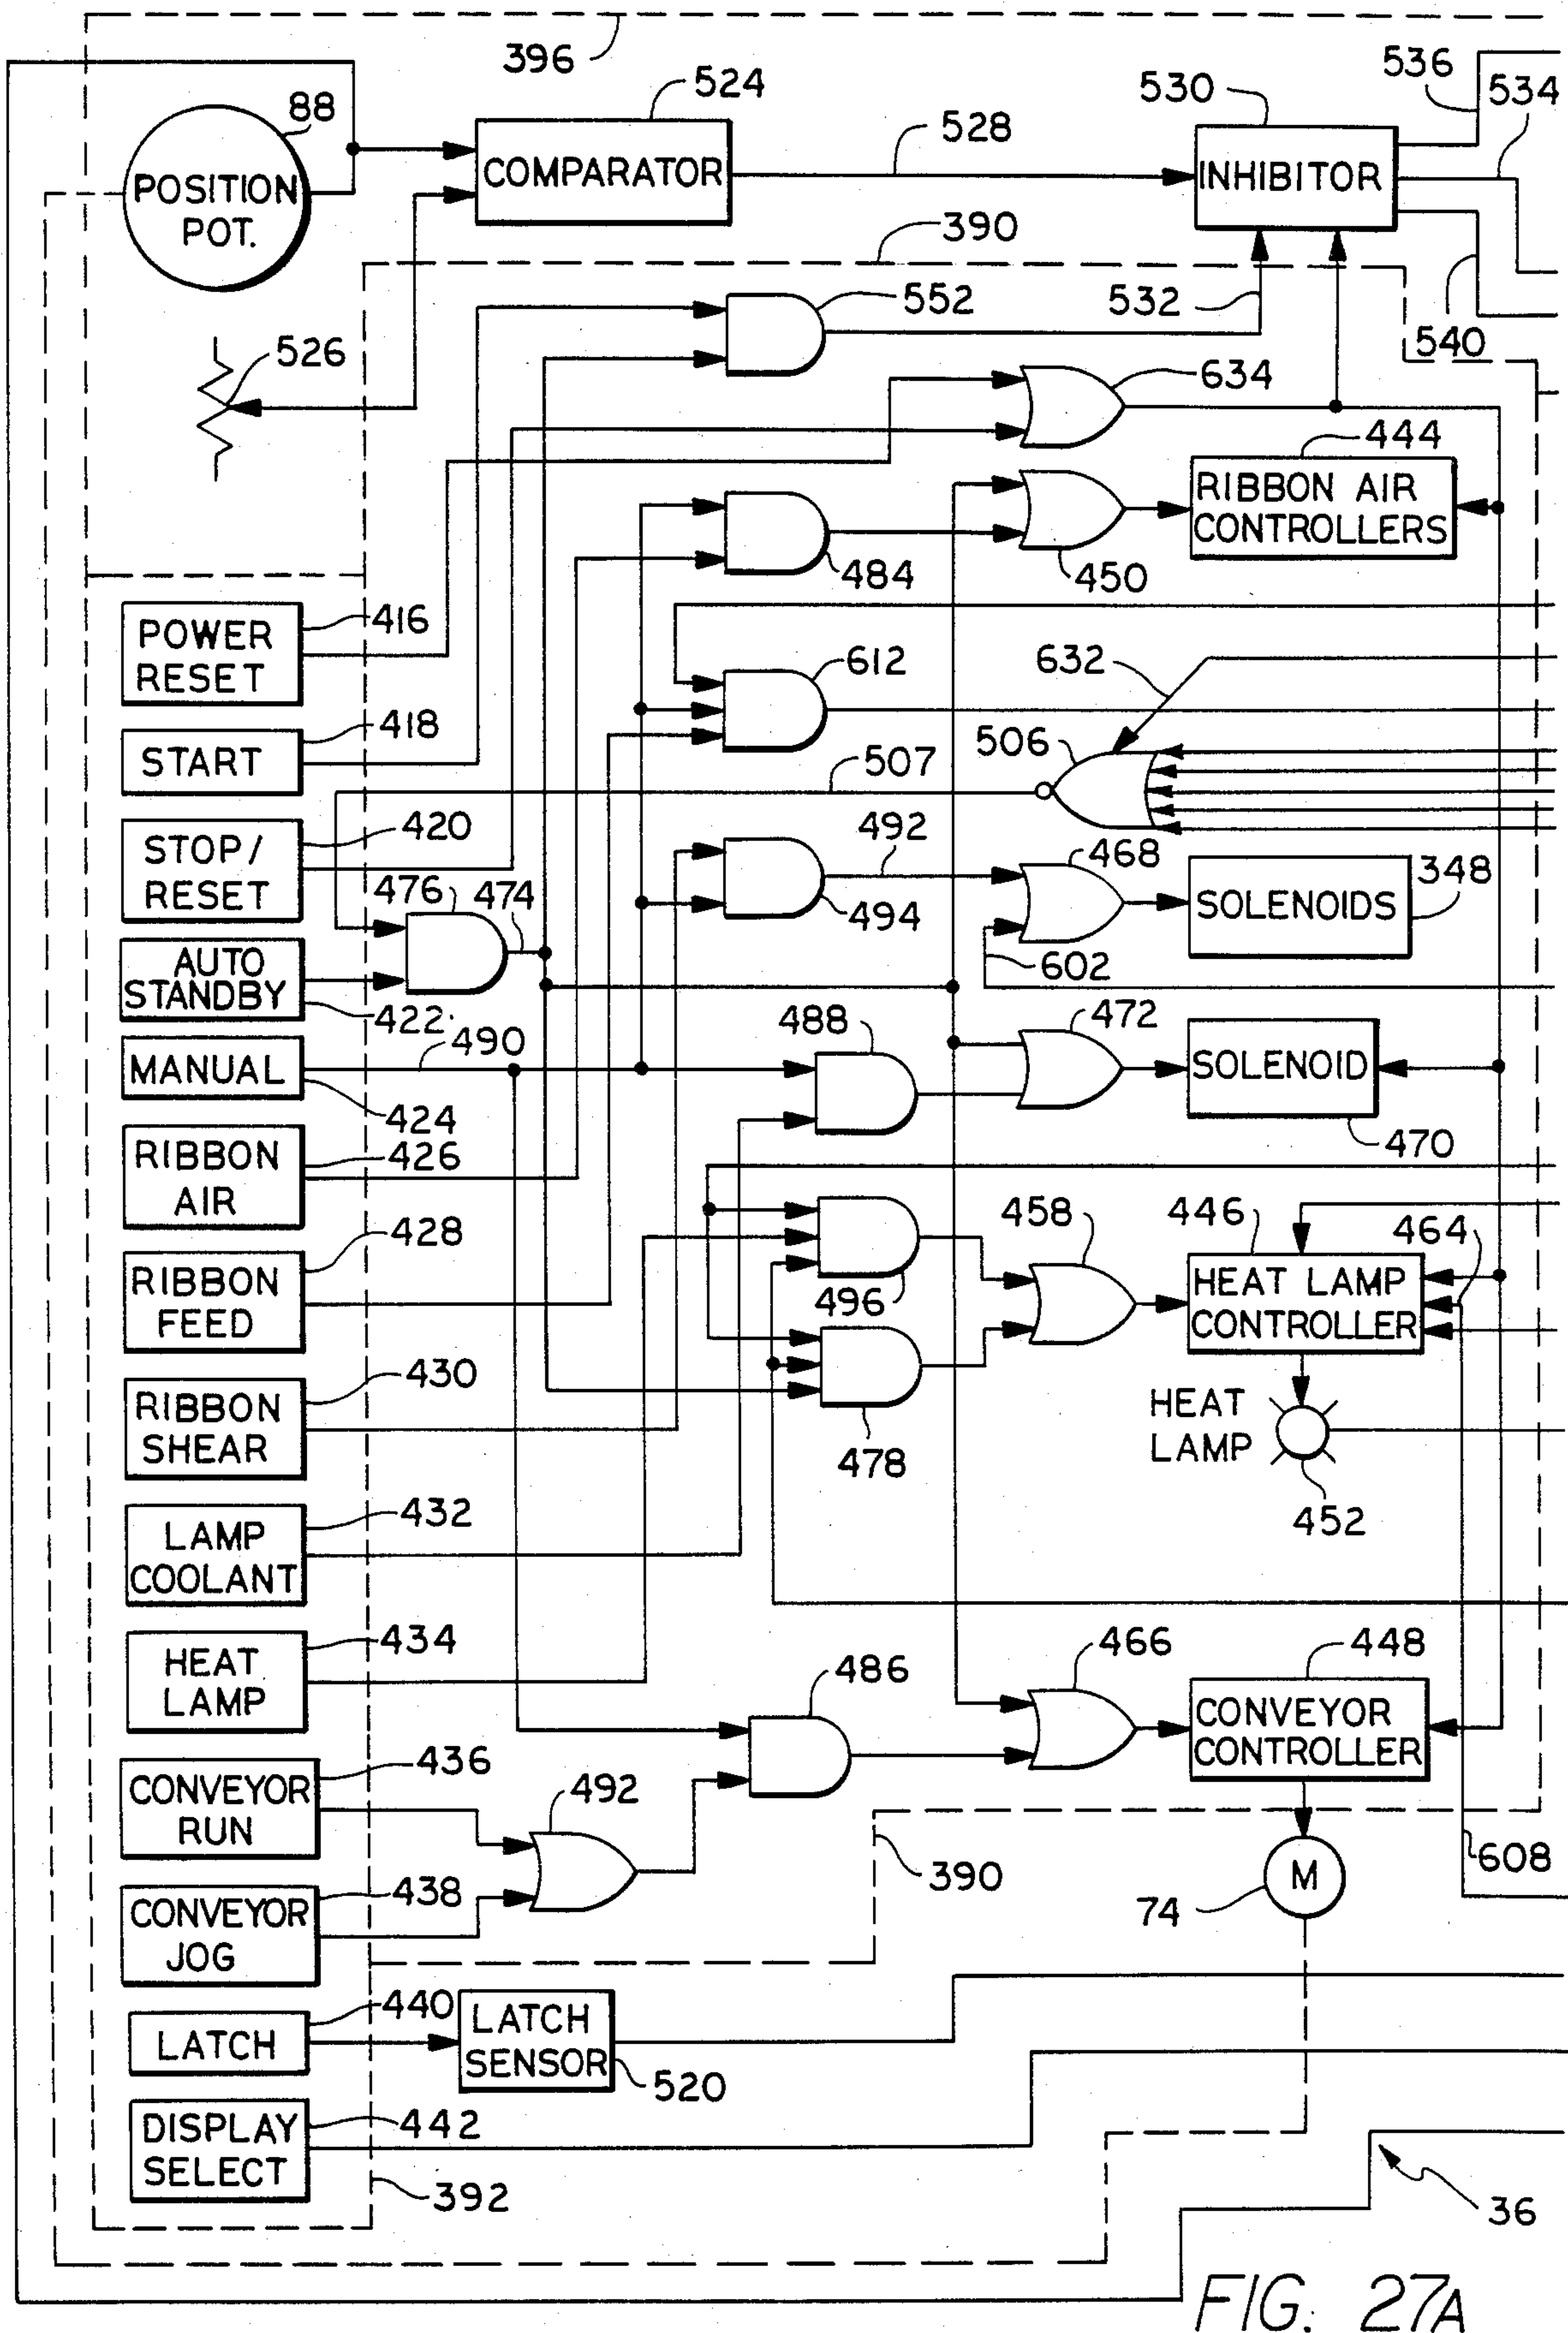 396
524
530
536
534
88
528
POSITION
POT.
COMPARATOR
INHIBITOR
390
552
532
540
526
634
444
RIBBON AIR
CONTROLLERS
484
450
POWER
RESET
416
612
632
START
418
506
507
STOP/
RESET
420
476
474
492
494
468
SOLENOIDS
348
AUTO
STANDBY
422
602
MANUAL
490
424
488
472
SOLENOID
470
RIBBON
AIR
426
RIBBON
FEED
428
496
458
446
464
HEAT LAMP
CONTROLLER
RIBBON
SHEAR
430
478
HEAT
LAMP
452
LAMP
COOLANT
432
HEAT
LAMP
434
486
466
448
CONVEYOR
CONTROLLER
CONVEYOR
RUN
436
492
390
608
M
74
CONVEYOR
JOG
438
LATCH
440
LATCH
SENSOR
520
DISPLAY
SELECT
442
392
36
FIG. 27A